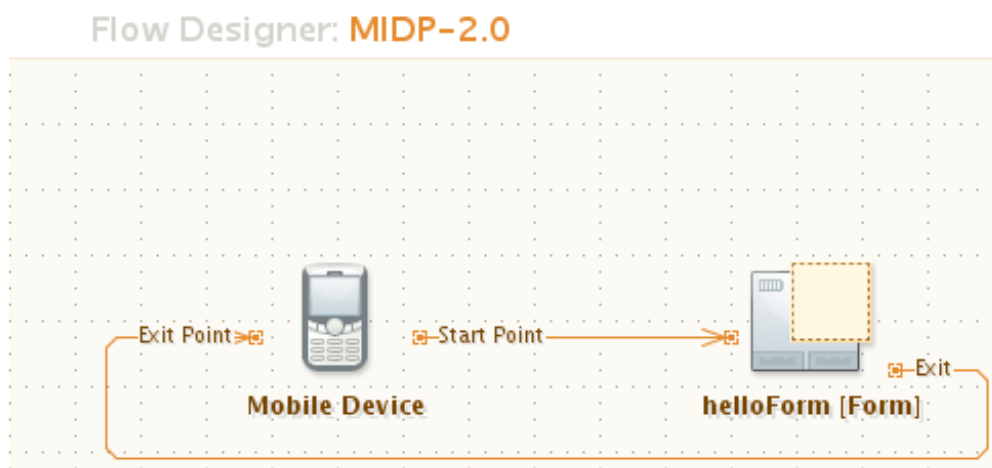 Flow Designer: MIDP-2.0
Exit Point
Start Point
Exit
Mobile Device
helloForm [Form]